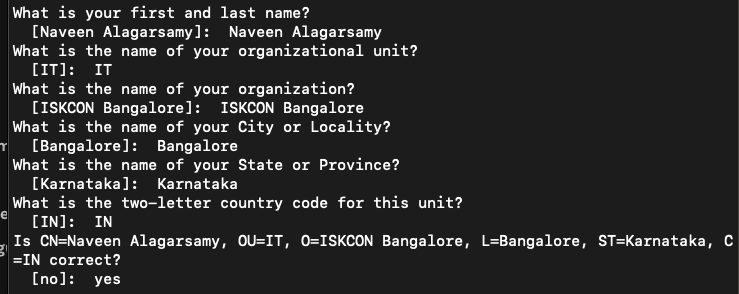 What is your first and last name?
[Naveen Alagarsamy]:  Naveen Alagarsamy
What is the name of your organizational unit?
[IT]:  IT
What is the name of your organization?
[ISKCON Bangalore]:  ISKCON Bangalore
What is the name of your City or Locality?
[Bangalore]:  Bangalore
What is the name of your State or Province?
[Karnataka]:  Karnataka
What is the two-letter country code for this unit?
[IN]:  IN
Is CN=Naveen Alagarsamy, OU=IT, O=ISKCON Bangalore, L=Bangalore, ST=Karnataka, C
=IN correct?
[no]:  yes